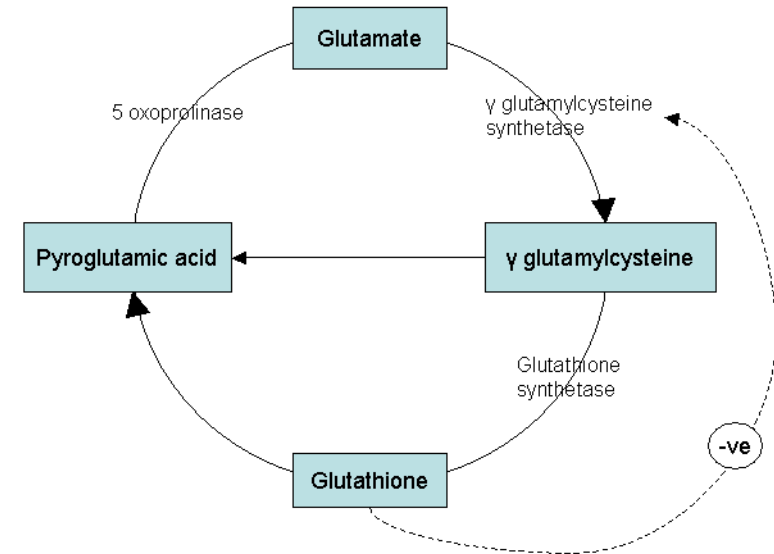 Glutamate
5 oxoprolinase
γ glutamylcysteine
synthetase
Pyroglutamic acid
γ glutamylcysteine
Glutathione
synthetase
-ve
Glutathione